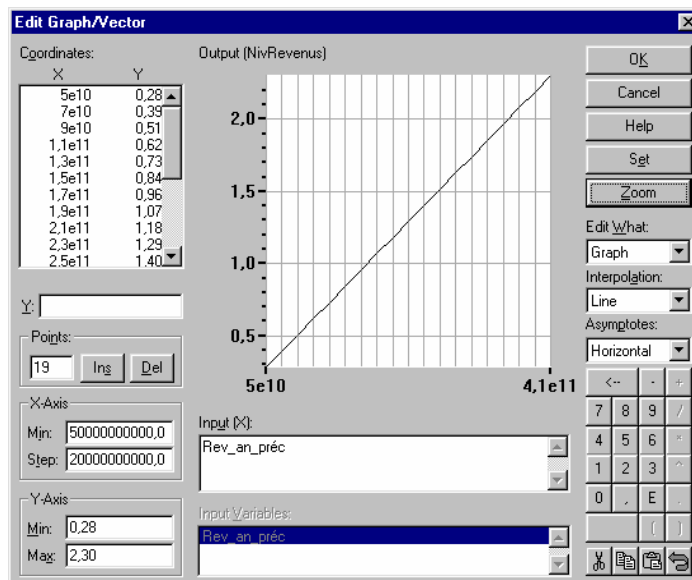 Edit Graph/Vector
Coordinates:
X Y
5e10 0,28
7e10 0,39
9e10 0,51
1,1e11 0,62
1,3e11 0,73
1,5e11 0,84
1,7e11 0,96
1,9e11 1,07
2,1e11 1,18
2,3e11 1,29
2,5e11 1,40
Y:
Points:
19 Ins Del
X-Axis
Min: 50000000000,0
Step: 20000000000,0
Y-Axis
Min: 0,28
Max: 2,30
Output (NivRevenus)
2,0
1,5
1,0
0,5
5e10 4,1e11
Input (X):
Rev_an_préc
Input Variables:
Rev_an_préc
OK
Cancel
Help
Set
Zoom
Edit What:
Graph
Interpolation:
Line
Asymptotes:
Horizontal
<-- - +
7 8 9 /
4 5 6 *
1 2 3 ^
0 , E .
( )